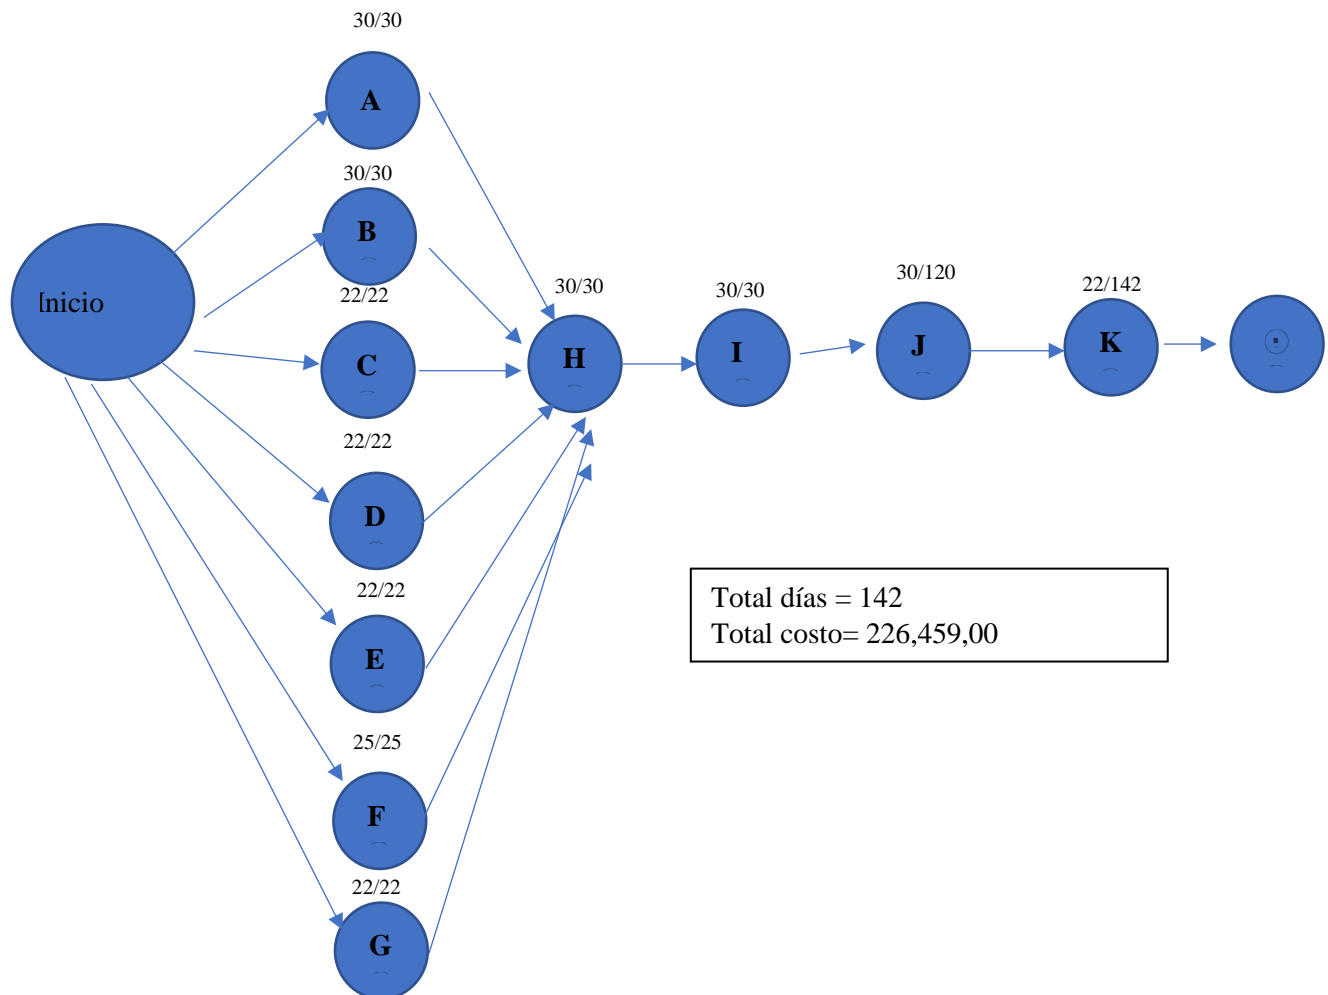 30/30
A
30/30
B
22/22
C
22/22
D
22/22
E
25/25
F
22/22
G
Inicio
30/30
H
30/30
I
30/120
J
22/142
K
B
Total días = 142
Total costo= 226,459,00